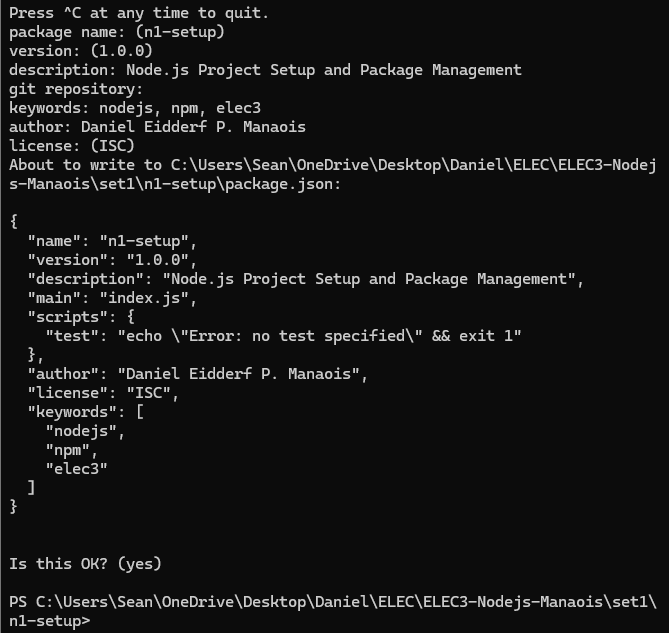 Press ^C at any time to quit.
package name: (n1-setup)
version: (1.0.0)
description: Node.js Project Setup and Package Management
git repository:
keywords: nodejs, npm, elec3
author: Daniel Eidderf P. Manaois
license: (ISC)
About to write to C:\Users\Sean\OneDrive\Desktop\Daniel\ELEC\ELEC3-Nodej
s-Manaois\set1\n1-setup\package.json:

{
  "name": "n1-setup",
  "version": "1.0.0",
  "description": "Node.js Project Setup and Package Management",
  "main": "index.js",
  "scripts": {
    "test": "echo \"Error: no test specified\" && exit 1"
  },
  "author": "Daniel Eidderf P. Manaois",
  "license": "ISC",
  "keywords": [
    "nodejs",
    "npm",
    "elec3"
  ]
}

Is this OK? (yes)

PS C:\Users\Sean\OneDrive\Desktop\Daniel\ELEC\ELEC3-Nodejs-Manaois\set1\
n1-setup>